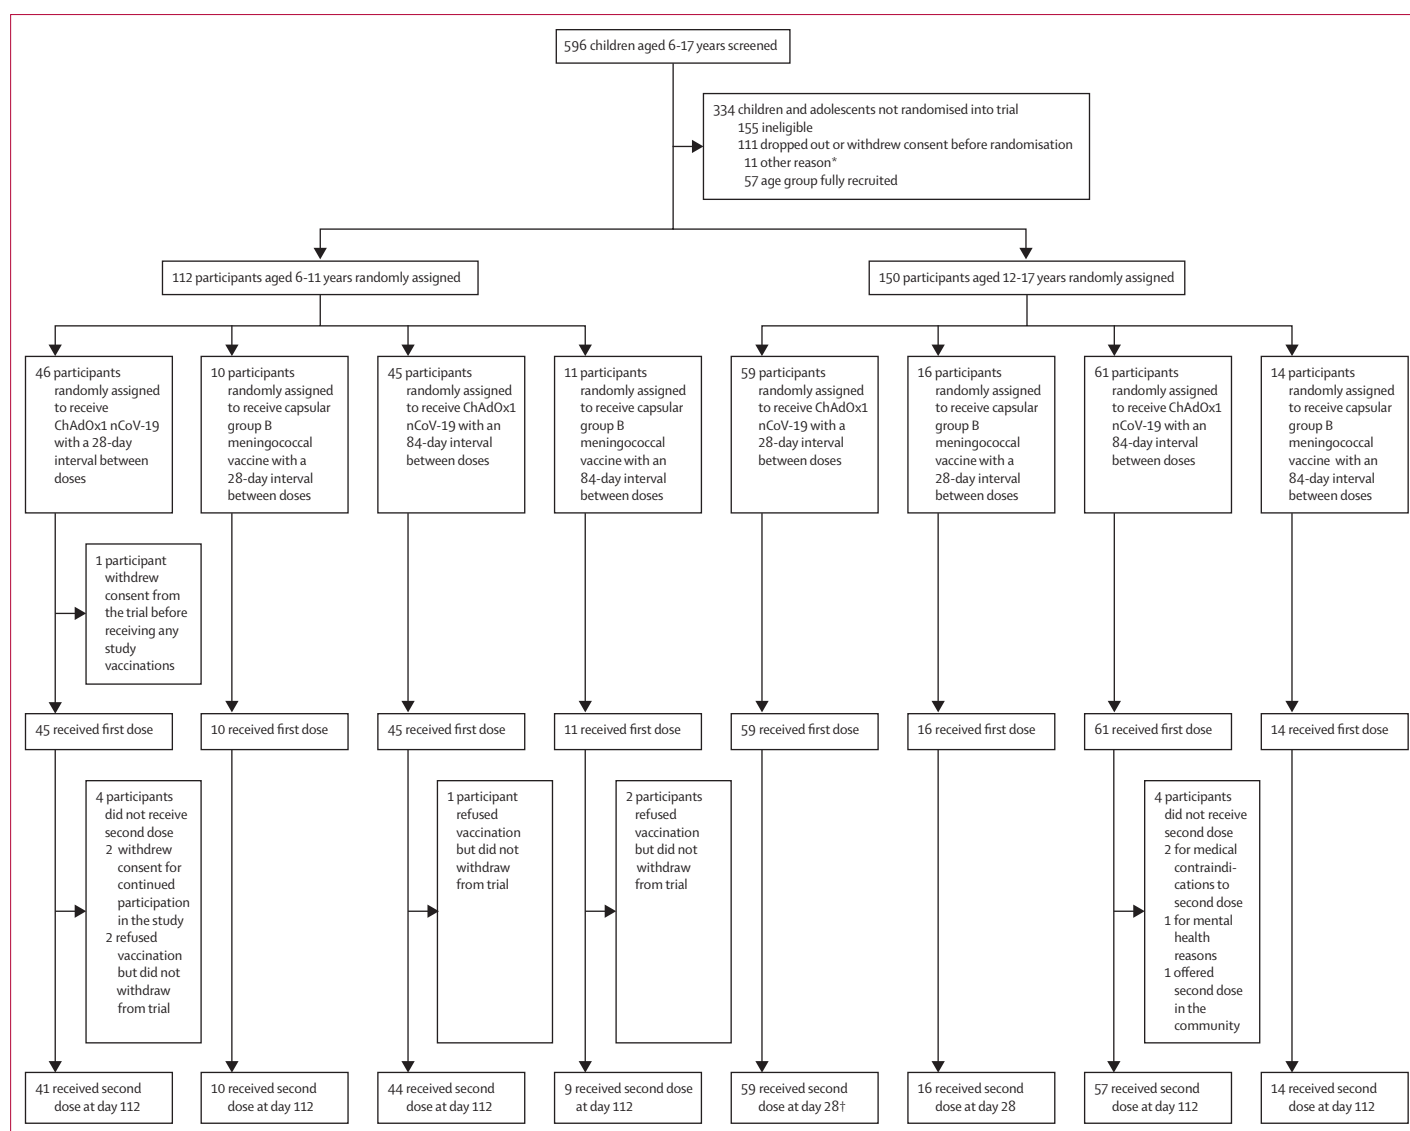 596 children aged 6-17 years screened
334 children and adolescents not randomised into trial
155 ineligible
111 dropped out or withdrew consent before randomisation
11 other reason*
57 age group fully recruited
112 participants aged 6-11 years randomly assigned
150 participants aged 12-17 years randomly assigned
46 participants
randomly assigned
to receive
ChAdOx1 nCoV-19
with a 28-day
interval between
doses
10 participants
randomly assigned
to receive capsular
group B
meningococcal
vaccine with a
28-day interval
between doses
45 participants
randomly assigned
to receive ChAdOx1
nCoV-19 with an
84-day interval
between doses
11 participants
randomly assigned
to receive capsular
group B
meningococcal
vaccine with an
84-day interval
between doses
59 participants
randomly assigned
to receive ChAdOx1
nCoV-19 with a
28-day interval
between doses
16 participants
randomly assigned
to receive capsular
group B
meningococcal
vaccine with a
28-day interval
between doses
61 participants
randomly assigned
to receive ChAdOx1
nCoV-19 with an
84-day interval
between doses
14 participants
randomly assigned
to receive capsular
group B
meningococcal
vaccine with an
84-day interval
between doses
1 participant
withdrew
consent from
the trial before
receiving any
study
vaccinations
45 received first dose
10 received first dose
45 received first dose
11 received first dose
59 received first dose
16 received first dose
61 received first dose
14 received first dose
4 participants
did not receive
second dose
2 withdrew
consent for
continued
participation
in the study
2 refused
vaccination
but did not
withdraw
from trial
1 participant
refused
vaccination
but did not
withdraw
from trial
2 participants
refused
vaccination
but did not
withdraw
from trial
4 participants
did not receive
second dose
2 for medical
contraindi-
cations to
second dose
1 for mental
health
reasons
1 offered
second dose
in the
community
41 received second
dose at day 112
10 received second
dose at day 112
44 received second
dose at day 112
9 received second dose
at day 112
59 received second
dose at day 28†
16 received second
dose at day 28
57 received second
dose at day 112
14 received second
dose at day 112